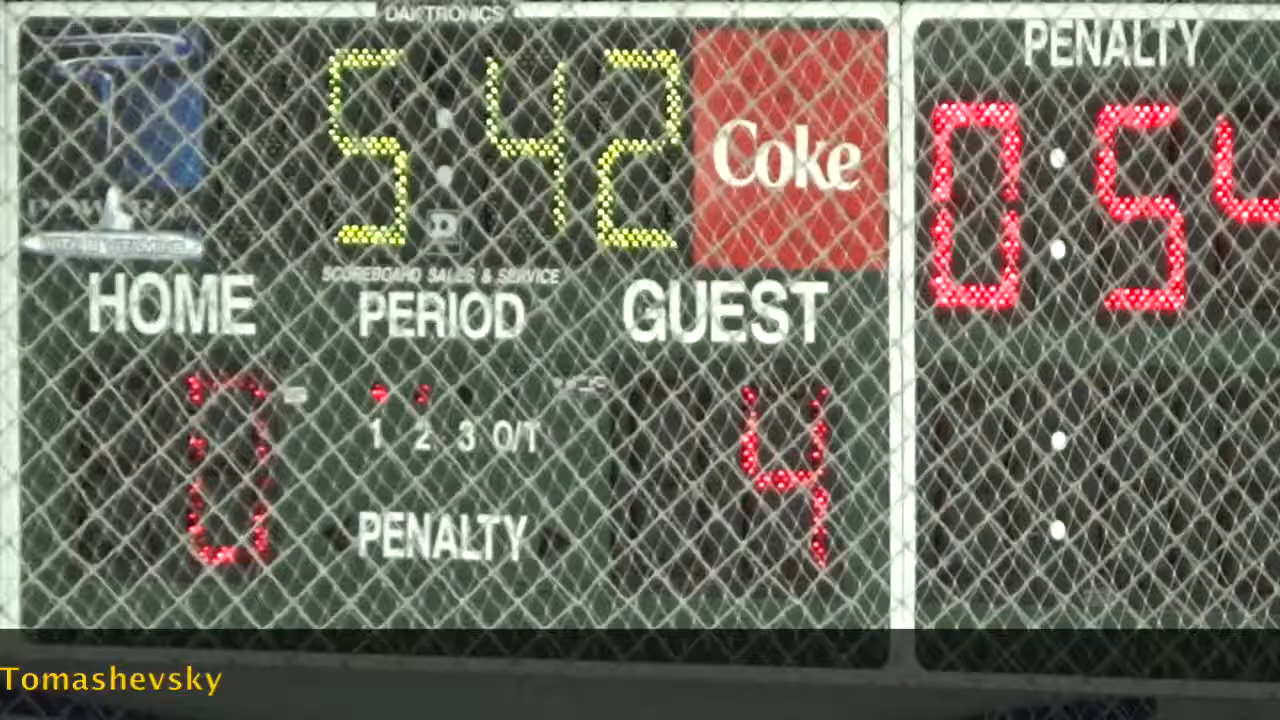 DAKTRONICS
PENALTY
5:42
Coke
0:54
SCOREBOARD SALES & SERVICE
HOME
PERIOD
GUEST
0
4
1 2 3 O/T
PENALTY
Tomashevsky